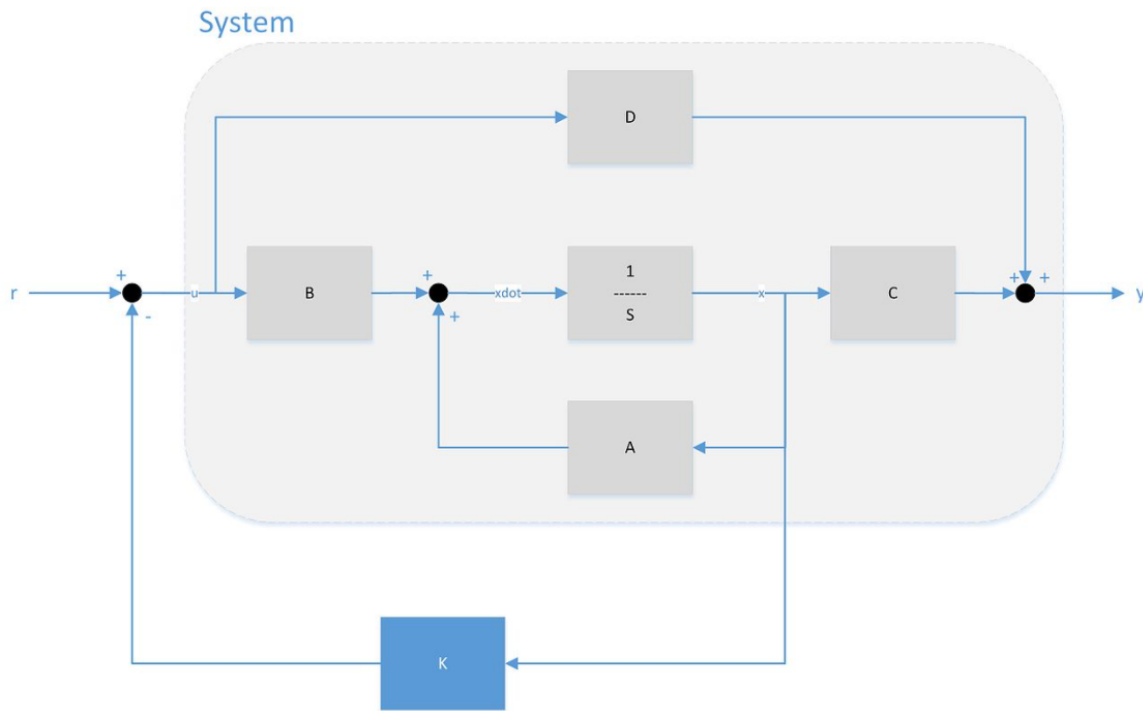 System
D
+
r
-
u
B
+
+
xdot
1
------
S
x
C
+
+
y
A
K